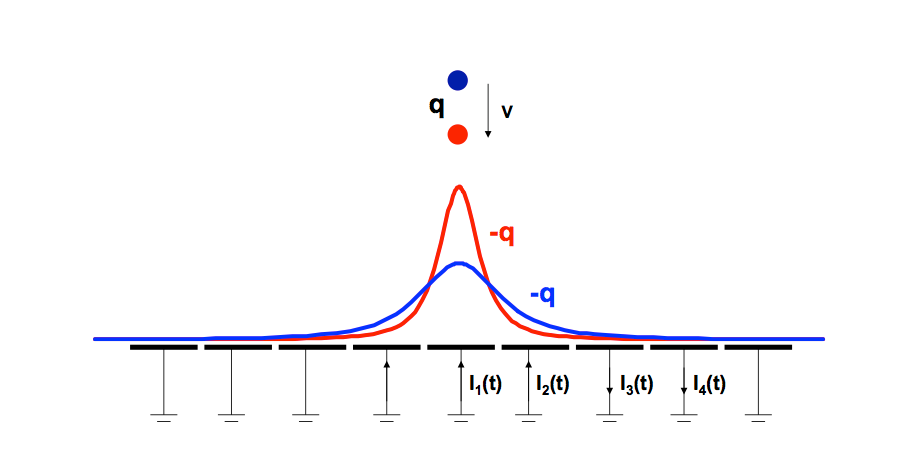 q
v
-q
-q
I₁(t)
I₂(t)
I₃(t)
I₄(t)